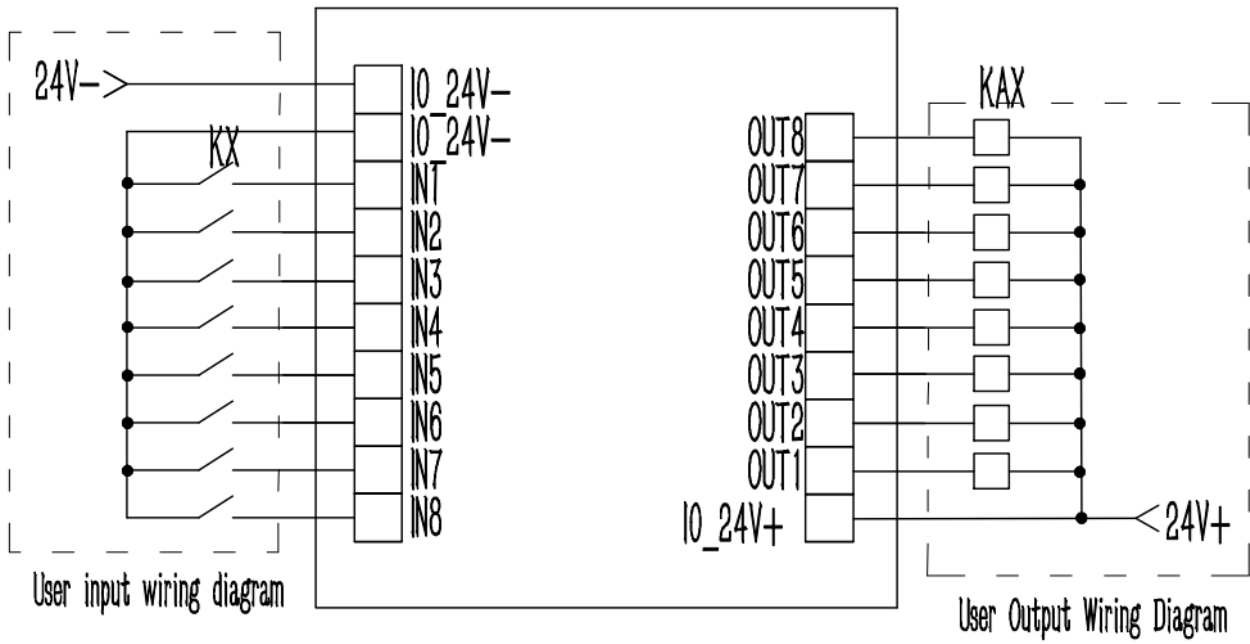 24V-
KX
IO_24V-
IO_24V-
IN1
IN2
IN3
IN4
IN5
IN6
IN7
IN8
User input wiring diagram
KAX
OUT8
OUT7
OUT6
OUT5
OUT4
OUT3
OUT2
OUT1
IO_24V+
24V+
User Output Wiring Diagram